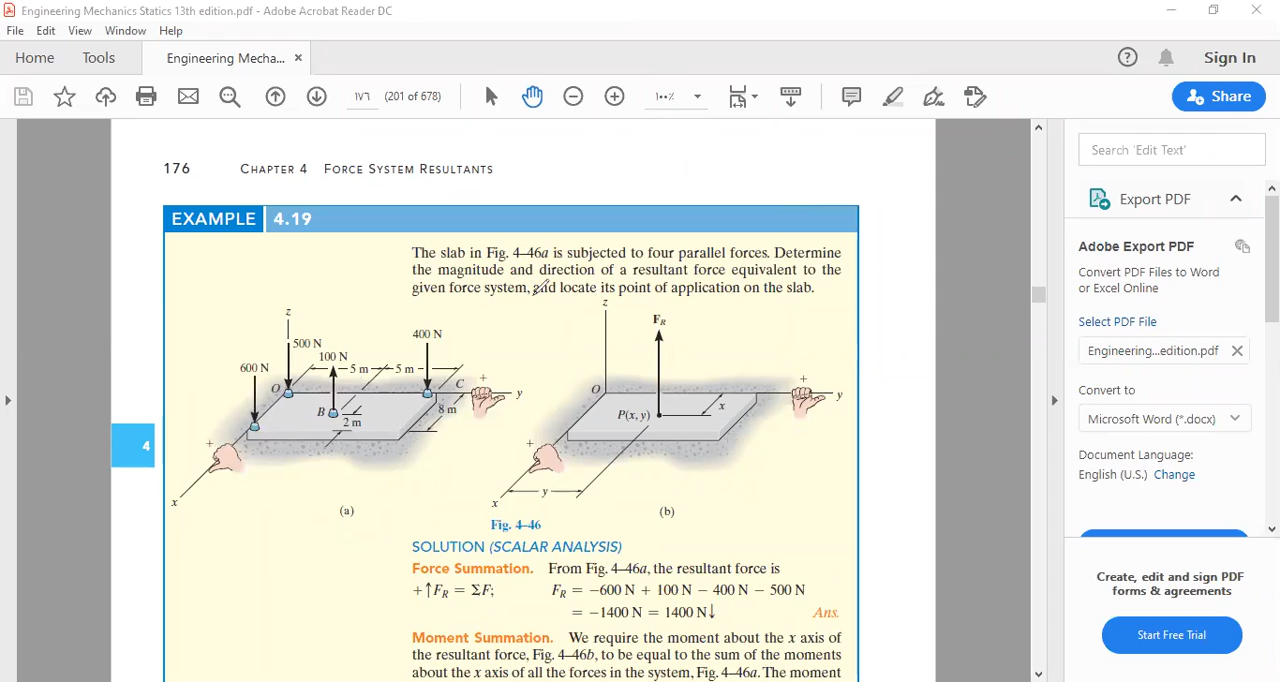 Engineering Mechanics Statics 13th edition.pdf - Adobe Acrobat Reader DC
File Edit View Window Help
Home Tools Engineering Mecha... × Sign In
١٧٦ (201 of 678) ١٠٠٪ Share
176 CHAPTER 4 FORCE SYSTEM RESULTANTS
EXAMPLE 4.19
The slab in Fig. 4–46a is subjected to four parallel forces. Determine
the magnitude and direction of a resultant force equivalent to the
given force system, and locate its point of application on the slab.
z
500 N
400 N
600 N
100 N
5 m 5 m
O
C
+
y
B
8 m
2 m
+
x
(a)
z
F_R
O
+
y
P(x, y)
x
+
y
x
(b)
4
Fig. 4–46
SOLUTION (SCALAR ANALYSIS)
Force Summation. From Fig. 4–46a, the resultant force is
+↑F_R = ΣF; F_R = −600 N + 100 N − 400 N − 500 N
= −1400 N = 1400 N↓ Ans.
Moment Summation. We require the moment about the x axis of
the resultant force, Fig. 4–46b, to be equal to the sum of the moments
about the x axis of all the forces in the system, Fig. 4–46a. The moment
Search 'Edit Text'
Export PDF
Adobe Export PDF
Convert PDF Files to Word
or Excel Online
Select PDF File
Engineering...edition.pdf ×
Convert to
Microsoft Word (*.docx)
Document Language:
English (U.S.) Change
Create, edit and sign PDF
forms & agreements
Start Free Trial